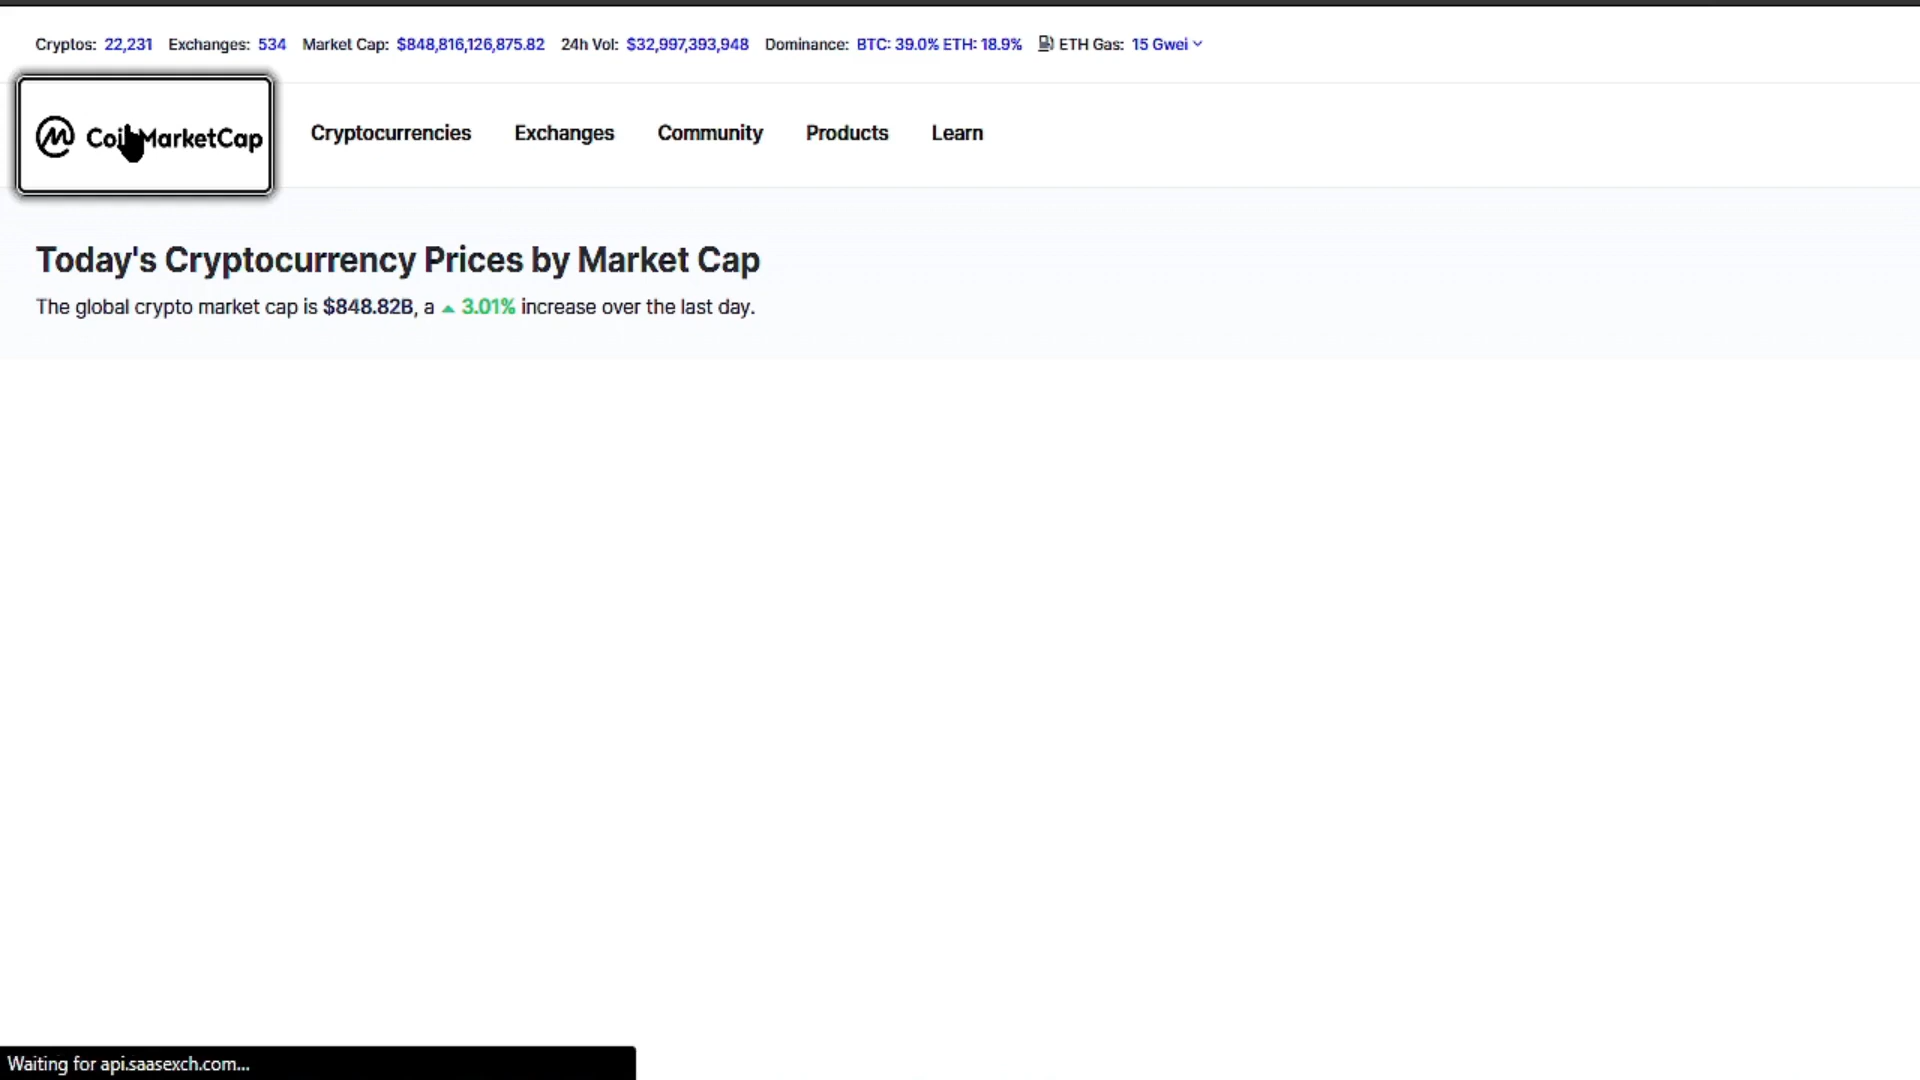 Cryptos: 22,231 Exchanges: 534 Market Cap: $848,816,126,875.82 24h Vol: $32,997,393,948 Dominance: BTC: 39.0% ETH: 18.9% ETH Gas: 15 Gwei
CoinMarketCap Cryptocurrencies Exchanges Community Products Learn
Today's Cryptocurrency Prices by Market Cap
The global crypto market cap is $848.82B, a 3.01% increase over the last day.
Waiting for api.saasexch.com...